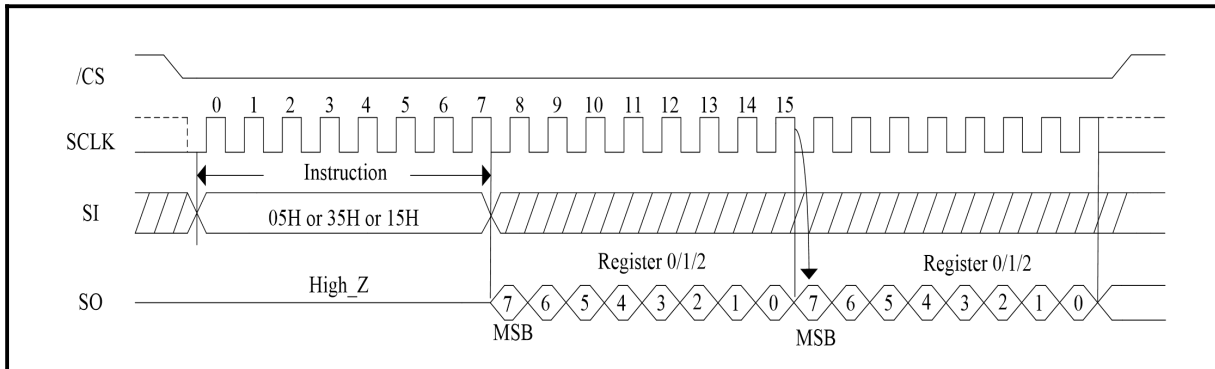 /CS
0 1 2 3 4 5 6 7 8 9 10 11 12 13 14 15
SCLK
Instruction
SI
05H or 35H or 15H
Register 0/1/2 Register 0/1/2
High_Z
SO
7 6 5 4 3 2 1 0 7 6 5 4 3 2 1 0
MSB MSB